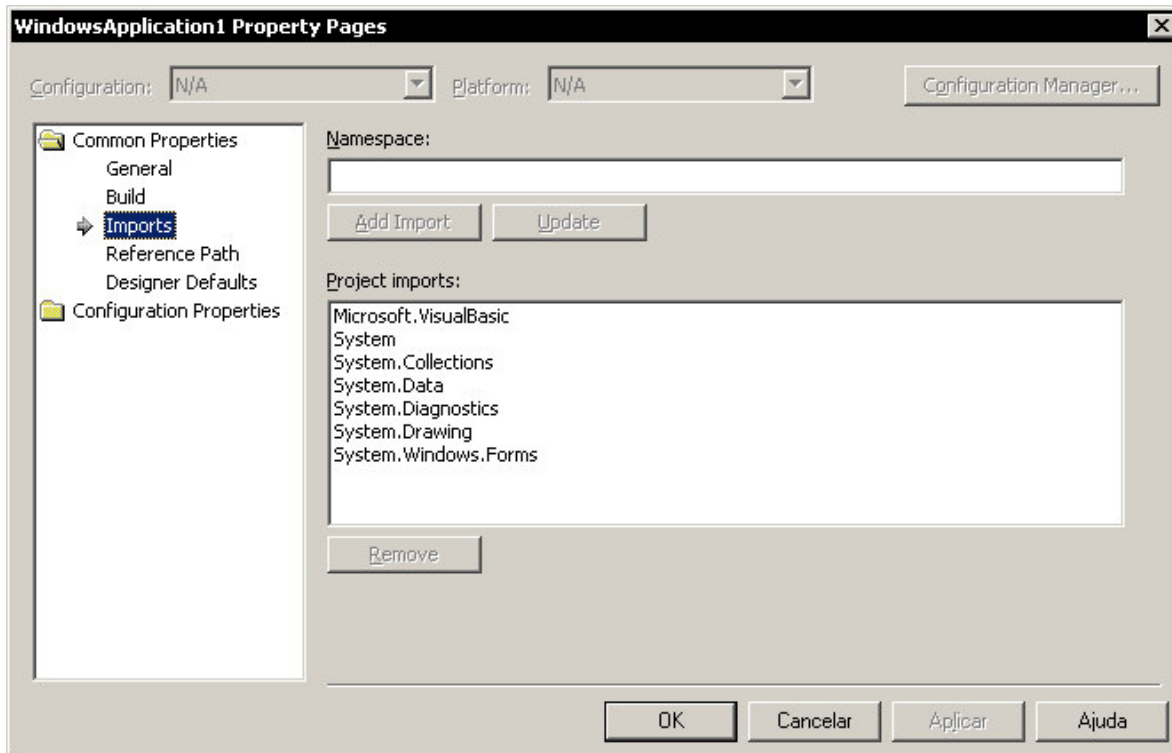 WindowsApplication1 Property Pages
Configuration: N/A Platform: N/A Configuration Manager...
Common Properties
General
Build
Imports
Reference Path
Designer Defaults
Configuration Properties
Namespace:
Add Import Update
Project imports:
Microsoft.VisualBasic
System
System.Collections
System.Data
System.Diagnostics
System.Drawing
System.Windows.Forms
Remove
OK Cancelar Aplicar Ajuda